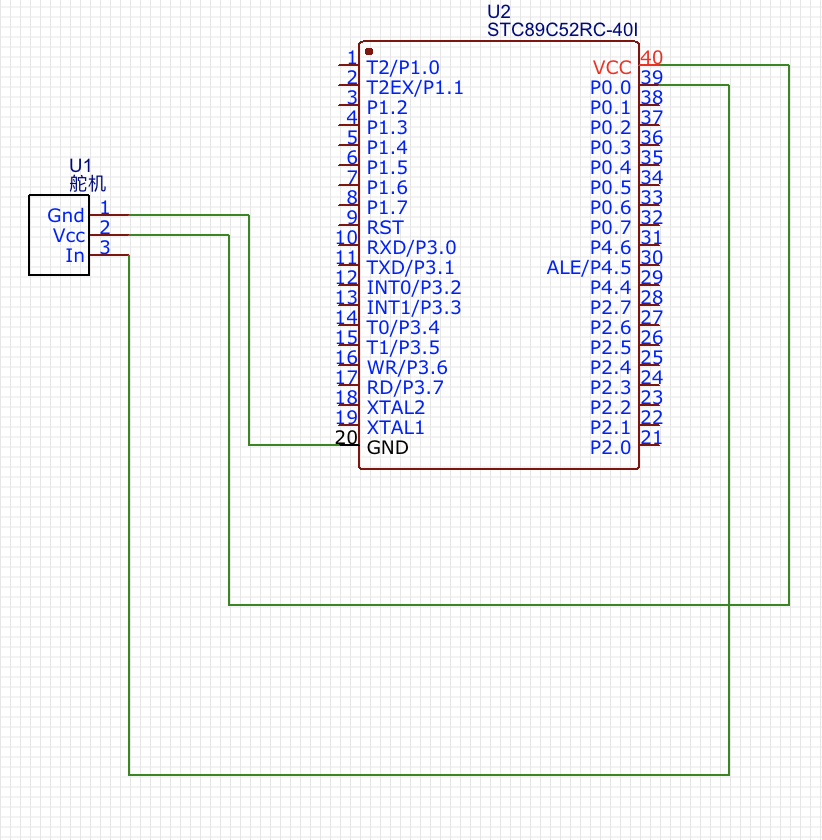 U2
STC89C52RC-40I
1
T2/P1.0
VCC
40
2
T2EX/P1.1
P0.0
39
3
P1.2
P0.1
38
4
P1.3
P0.2
37
5
P1.4
P0.3
36
6
P1.5
P0.4
35
7
P1.6
P0.5
34
8
P1.7
P0.6
33
9
RST
P0.7
32
10
RXD/P3.0
P4.6
31
11
TXD/P3.1
ALE/P4.5
30
12
INT0/P3.2
P4.4
29
13
INT1/P3.3
P2.7
28
14
T0/P3.4
P2.6
27
15
T1/P3.5
P2.5
26
16
WR/P3.6
P2.4
25
17
RD/P3.7
P2.3
24
18
XTAL2
P2.2
23
19
XTAL1
P2.1
22
20
GND
P2.0
21
U1
舵机
Gnd
1
Vcc
2
In
3